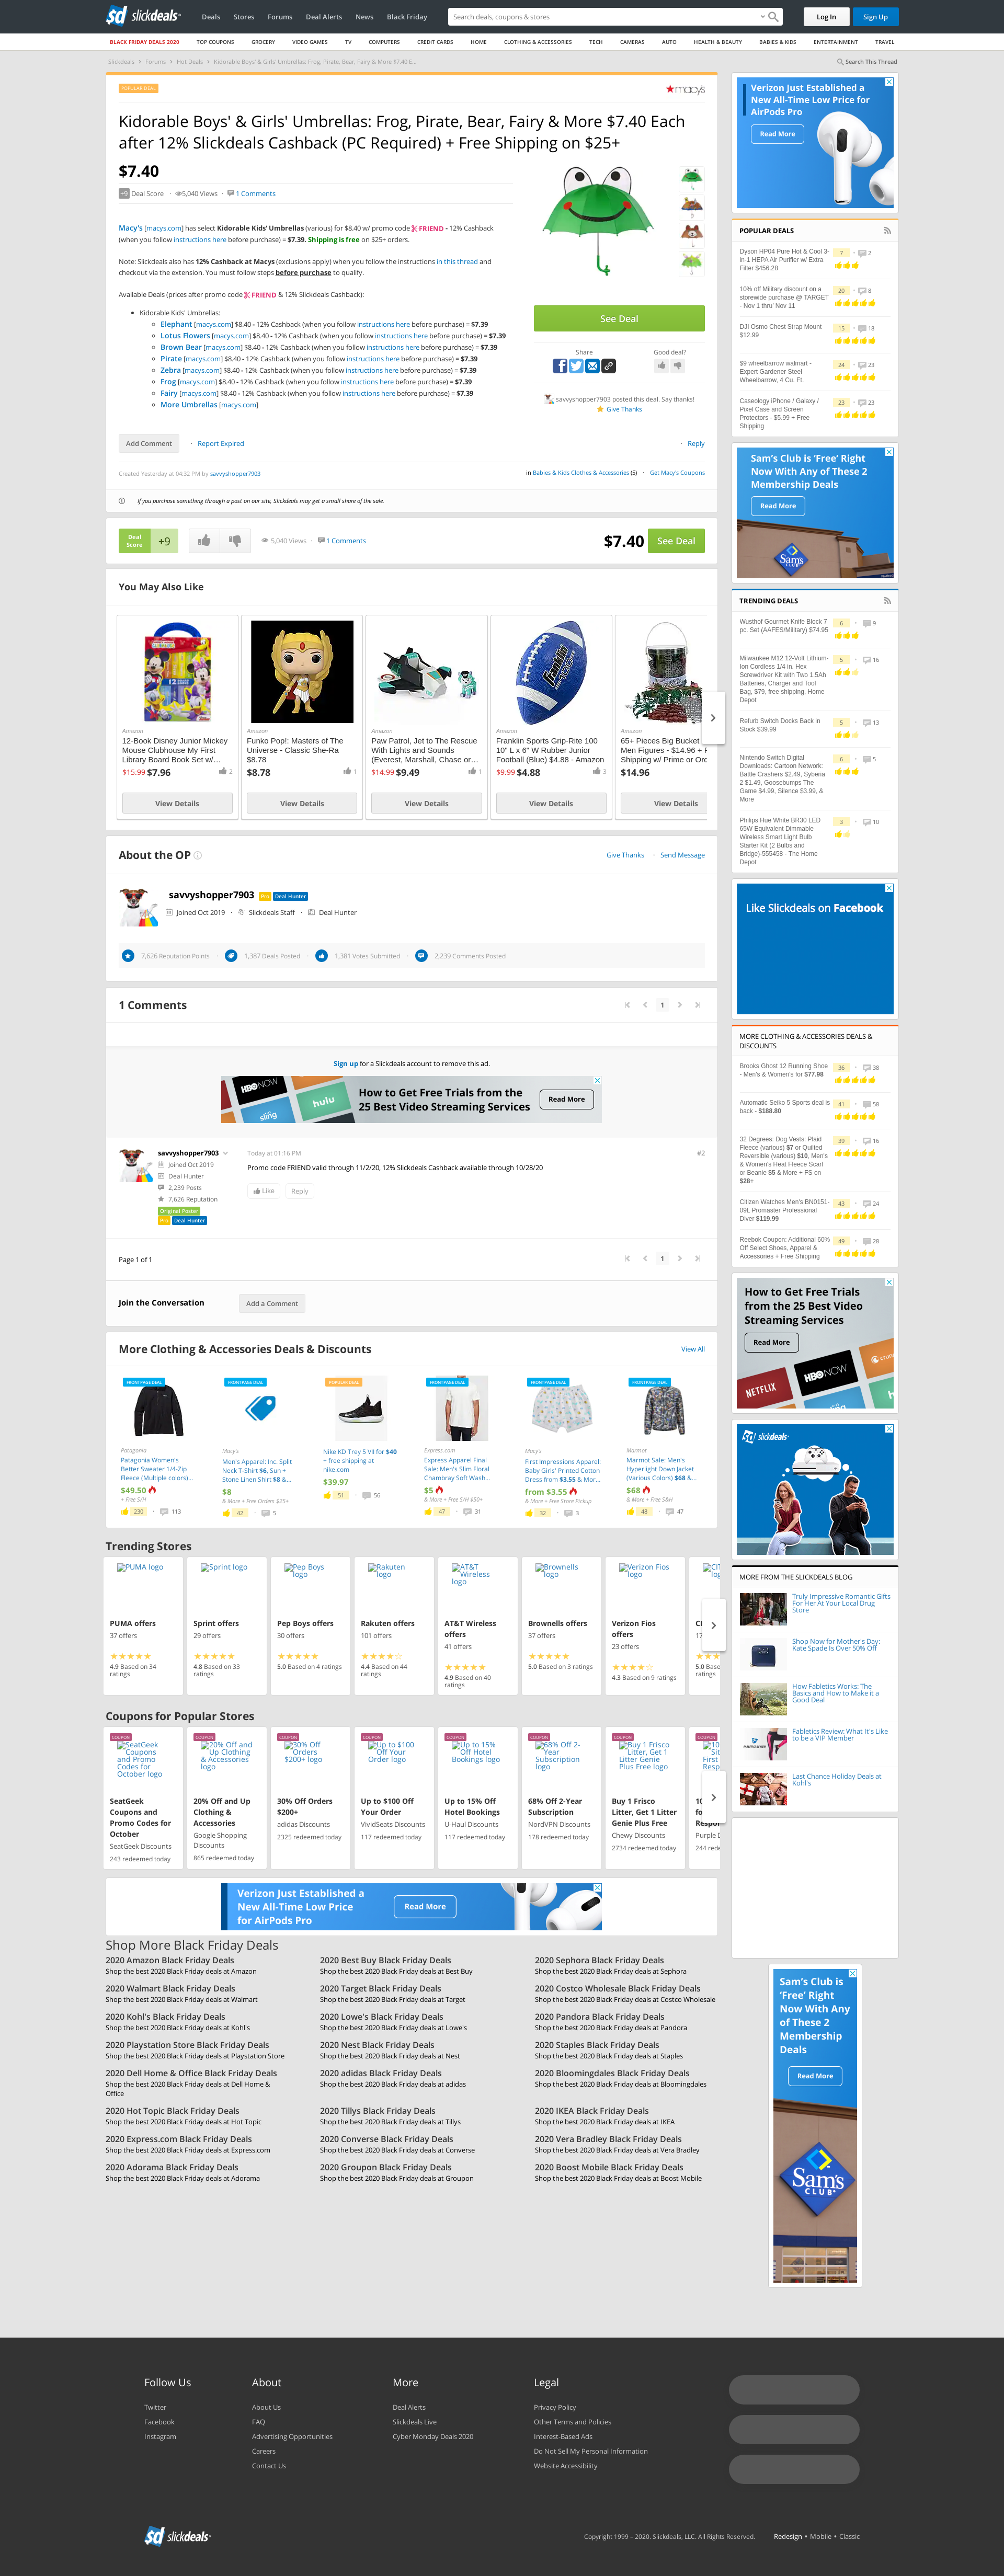 slickdeals
Deals
Stores
Forums
Deal Alerts
News
Black Friday
Search deals, coupons & stores
Log In
Sign Up
BLACK FRIDAY DEALS 2020
TOP COUPONS
GROCERY
VIDEO GAMES
TV
COMPUTERS
CREDIT CARDS
HOME
CLOTHING & ACCESSORIES
TECH
CAMERAS
AUTO
HEALTH & BEAUTY
BABIES & KIDS
ENTERTAINMENT
TRAVEL
Slickdeals
Forums
Hot Deals
Kidorable Boys' & Girls' Umbrellas: Frog, Pirate, Bear, Fairy & More $7.40 E...
Search This Thread
POPULAR DEAL
macys
Kidorable Boys' & Girls' Umbrellas: Frog, Pirate, Bear, Fairy & More $7.40 Each
after 12% Slickdeals Cashback (PC Required) + Free Shipping on $25+
$7.40
+9 Deal Score
5,040 Views
1 Comments
Macy's [macys.com] has select Kidorable Kids' Umbrellas (various) for $8.40 w/ promo code FRIEND - 12% Cashback
(when you follow instructions here before purchase) = $7.39. Shipping is free on $25+ orders.
Note: Slickdeals also has 12% Cashback at Macys (exclusions apply) when you follow the instructions in this thread and
checkout via the extension. You must follow steps before purchase to qualify.
Available Deals (prices after promo code FRIEND & 12% Slickdeals Cashback):
Kidorable Kids' Umbrellas:
Elephant [macys.com] $8.40 - 12% Cashback (when you follow instructions here before purchase) = $7.39
Lotus Flowers [macys.com] $8.40 - 12% Cashback (when you follow instructions here before purchase) = $7.39
Brown Bear [macys.com] $8.40 - 12% Cashback (when you follow instructions here before purchase) = $7.39
Pirate [macys.com] $8.40 - 12% Cashback (when you follow instructions here before purchase) = $7.39
Zebra [macys.com] $8.40 - 12% Cashback (when you follow instructions here before purchase) = $7.39
Frog [macys.com] $8.40 - 12% Cashback (when you follow instructions here before purchase) = $7.39
Fairy [macys.com] $8.40 - 12% Cashback (when you follow instructions here before purchase) = $7.39
More Umbrellas [macys.com]
See Deal
Share
Good deal?
savvyshopper7903 posted this deal. Say thanks!
Give Thanks
Add Comment
Report Expired
Reply
Created Yesterday at 04:32 PM by savvyshopper7903
in Babies & Kids Clothes & Accessories (5)
Get Macy's Coupons
If you purchase something through a post on our site, Slickdeals may get a small share of the sale.
Deal Score
+9
5,040 Views
1 Comments
$7.40
See Deal
You May Also Like
Amazon
12-Book Disney Junior Mickey
Mouse Clubhouse My First
Library Board Book Set w/…
$15.99 $7.96
2
View Details
Amazon
Funko Pop!: Masters of The
Universe - Classic She-Ra
$8.78
$8.78
1
View Details
Amazon
Paw Patrol, Jet to The Rescue
With Lights and Sounds
(Everest, Marshall, Chase or…
$14.99 $9.49
1
View Details
Amazon
Franklin Sports Grip-Rite 100
10" L x 6" W Rubber Junior
Football (Blue) $4.88 - Amazon
$9.99 $4.88
3
View Details
Amazon
65+ Pieces Big Bucket
Men Figures - $14.96 + F
Shipping w/ Prime or Orc
$14.96
View Details
About the OP
Give Thanks
Send Message
savvyshopper7903 Pro Deal Hunter
Joined Oct 2019
Slickdeals Staff
Deal Hunter
7,626 Reputation Points
1,387 Deals Posted
1,381 Votes Submitted
2,239 Comments Posted
1 Comments
1
Sign up for a Slickdeals account to remove this ad.
HBO NOW
sling
hulu
How to Get Free Trials from the
25 Best Video Streaming Services
Read More
savvyshopper7903
Joined Oct 2019
Deal Hunter
2,239 Posts
7,626 Reputation
Original Poster
Pro Deal Hunter
Today at 01:16 PM
#2
Promo code FRIEND valid through 11/2/20, 12% Slickdeals Cashback available through 10/28/20
Like
Reply
Page 1 of 1
1
Join the Conversation
Add a Comment
More Clothing & Accessories Deals & Discounts
View All
FRONTPAGE DEAL
Patagonia
Patagonia Women's
Better Sweater 1/4-Zip
Fleece (Multiple colors)...
$49.50
+ Free S/H
230
113
FRONTPAGE DEAL
Macy's
Men's Apparel: Inc. Split
Neck T-Shirt $6, Sun +
Stone Linen Shirt $8 &...
$8
& More + Free Orders $25+
42
5
POPULAR DEAL
Nike KD Trey 5 VII for $40
+ free shipping at
nike.com
$39.97
51
56
FRONTPAGE DEAL
Express.com
Express Apparel Final
Sale: Men's Slim Floral
Chambray Soft Wash...
$5
& More + Free S/H $50+
47
31
FRONTPAGE DEAL
Macy's
First Impressions Apparel:
Baby Girls' Printed Cotton
Dress from $3.55 & Mor...
from $3.55
& More + Free Store Pickup
32
3
FRONTPAGE DEAL
Marmot
Marmot Sale: Men's
Hyperlight Down Jacket
(Various Colors) $68 &...
$68
& More + Free S&H
48
47
Trending Stores
PUMA logo
PUMA offers
37 offers
4.9 Based on 34
ratings
Sprint logo
Sprint offers
29 offers
4.8 Based on 33
ratings
Pep Boys
logo
Pep Boys offers
30 offers
5.0 Based on 4 ratings
Rakuten
logo
Rakuten offers
101 offers
4.4 Based on 44
ratings
AT&T
Wireless
logo
AT&T Wireless
offers
41 offers
4.9 Based on 40
ratings
Brownells
logo
Brownells offers
37 offers
5.0 Based on 3 ratings
Verizon Fios
logo
Verizon Fios
offers
23 offers
4.3 Based on 9 ratings
17
5.0 Base
ratings
Coupons for Popular Stores
COUPON
SeatGeek
Coupons
and Promo
Codes for
October logo
SeatGeek
Coupons and
Promo Codes for
October
SeatGeek Discounts
243 redeemed today
COUPON
20% Off and
Up Clothing
& Accessories
logo
20% Off and Up
Clothing &
Accessories
Google Shopping
Discounts
865 redeemed today
COUPON
30% Off
Orders
$200+ logo
30% Off Orders
$200+
adidas Discounts
2325 redeemed today
COUPON
Up to $100
Off Your
Order logo
Up to $100 Off
Your Order
VividSeats Discounts
117 redeemed today
COUPON
Up to 15%
Off Hotel
Bookings logo
Up to 15% Off
Hotel Bookings
U-Haul Discounts
117 redeemed today
COUPON
68% Off 2-
Year
Subscription
logo
68% Off 2-Year
Subscription
NordVPN Discounts
178 redeemed today
COUPON
Buy 1 Frisco
Litter, Get 1
Litter Genie
Plus Free logo
Buy 1 Frisco
Litter, Get 1 Litter
Genie Plus Free
Chewy Discounts
2734 redeemed today
COUPON
Verizon Just Established a
New All-Time Low Price
for AirPods Pro
Read More
Shop More Black Friday Deals
2020 Amazon Black Friday Deals
Shop the best 2020 Black Friday deals at Amazon
2020 Best Buy Black Friday Deals
Shop the best 2020 Black Friday deals at Best Buy
2020 Sephora Black Friday Deals
Shop the best 2020 Black Friday deals at Sephora
2020 Walmart Black Friday Deals
Shop the best 2020 Black Friday deals at Walmart
2020 Target Black Friday Deals
Shop the best 2020 Black Friday deals at Target
2020 Costco Wholesale Black Friday Deals
Shop the best 2020 Black Friday deals at Costco Wholesale
2020 Kohl's Black Friday Deals
Shop the best 2020 Black Friday deals at Kohl's
2020 Lowe's Black Friday Deals
Shop the best 2020 Black Friday deals at Lowe's
2020 Pandora Black Friday Deals
Shop the best 2020 Black Friday deals at Pandora
2020 Playstation Store Black Friday Deals
Shop the best 2020 Black Friday deals at Playstation Store
2020 Nest Black Friday Deals
Shop the best 2020 Black Friday deals at Nest
2020 Staples Black Friday Deals
Shop the best 2020 Black Friday deals at Staples
2020 Dell Home & Office Black Friday Deals
Shop the best 2020 Black Friday deals at Dell Home &
Office
2020 adidas Black Friday Deals
Shop the best 2020 Black Friday deals at adidas
2020 Bloomingdales Black Friday Deals
Shop the best 2020 Black Friday deals at Bloomingdales
2020 Hot Topic Black Friday Deals
Shop the best 2020 Black Friday deals at Hot Topic
2020 Tillys Black Friday Deals
Shop the best 2020 Black Friday deals at Tillys
2020 IKEA Black Friday Deals
Shop the best 2020 Black Friday deals at IKEA
2020 Express.com Black Friday Deals
Shop the best 2020 Black Friday deals at Express.com
2020 Converse Black Friday Deals
Shop the best 2020 Black Friday deals at Converse
2020 Vera Bradley Black Friday Deals
Shop the best 2020 Black Friday deals at Vera Bradley
2020 Adorama Black Friday Deals
Shop the best 2020 Black Friday deals at Adorama
2020 Groupon Black Friday Deals
Shop the best 2020 Black Friday deals at Groupon
2020 Boost Mobile Black Friday Deals
Shop the best 2020 Black Friday deals at Boost Mobile
Verizon Just Established a
New All-Time Low Price for
AirPods Pro
Read More
POPULAR DEALS
Dyson HP04 Pure Hot & Cool 3-
in-1 HEPA Air Purifier w/ Extra
Filter $456.28
7
2
10% off Military discount on a
storewide purchase @ TARGET
- Nov 1 thru' Nov 11
20
8
DJI Osmo Chest Strap Mount
$12.99
15
18
$9 wheelbarrow walmart -
Expert Gardener Steel
Wheelbarrow, 4 Cu. Ft.
24
23
Caseology iPhone / Galaxy /
Pixel Case and Screen
Protectors - $5.99 + Free
Shipping
23
23
Sam's Club is 'Free' Right
Now With Any of These 2
Membership Deals
Read More
Sam's
CLUB
TRENDING DEALS
Wusthof Gourmet Knife Block 7
pc. Set (AAFES/Military) $74.95
6
9
Milwaukee M12 12-Volt Lithium-
Ion Cordless 1/4 in. Hex
Screwdriver Kit with Two 1.5Ah
Batteries, Charger and Tool
Bag, $79, free shipping, Home
Depot
5
16
Refurb Switch Docks Back in
Stock $39.99
5
13
Nintendo Switch Digital
Downloads: Cartoon Network:
Battle Crashers $2.49, Syberia
2 $1.49, Goosebumps The
Game $4.99, Silence $3.99, &
More
6
5
Philips Hue White BR30 LED
65W Equivalent Dimmable
Wireless Smart Light Bulb
Starter Kit (2 Bulbs and
Bridge)-555458 - The Home
Depot
3
10
Like Slickdeals on Facebook
MORE CLOTHING & ACCESSORIES DEALS &
DISCOUNTS
Brooks Ghost 12 Running Shoe
- Men's & Women's for $77.98
36
38
Automatic Seiko 5 Sports deal is
back - $188.80
41
58
32 Degrees: Dog Vests: Plaid
Fleece (various) $7 or Quilted
Reversible (various) $10, Men's
& Women's Heat Fleece Scarf
or Beanie $5 & More + FS on
$28+
39
16
Citizen Watches Men's BN0151-
09L Promaster Professional
Diver $119.99
43
24
Reebok Coupon: Additional 60%
Off Select Shoes, Apparel &
Accessories + Free Shipping
49
28
How to Get Free Trials
from the 25 Best Video
Streaming Services
Read More
NETFLIX
HBO NOW
crunchyroll
hulu
sling
slickdeals
MORE FROM THE SLICKDEALS BLOG
Truly Impressive Romantic Gifts
For Her At Your Local Drug
Store
Shop Now for Mother's Day:
Kate Spade Is Over 50% Off!
How Fabletics Works: The
Basics and How to Make it a
Good Deal
Fabletics Review: What It's Like
to be a VIP Member
Last Chance Holiday Deals at
Kohl's
Sam's Club is
'Free' Right
Now With Any
of These 2
Membership
Deals
Read More
Sam's
CLUB
Follow Us
Twitter
Facebook
Instagram
About
About Us
FAQ
Advertising Opportunities
Careers
Contact Us
More
Deal Alerts
Slickdeals Live
Cyber Monday Deals 2020
Legal
Privacy Policy
Other Terms and Policies
Interest-Based Ads
Do Not Sell My Personal Information
Website Accessibility
slickdeals
Copyright 1999 – 2020. Slickdeals, LLC. All Rights Reserved.
Redesign • Mobile • Classic